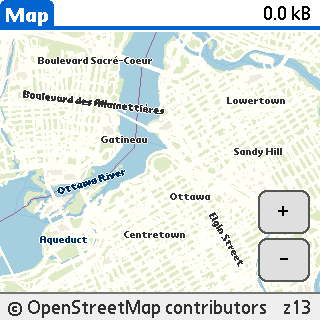 Map
0.0 kB
Boulevard Sacré-Coeur
Boulevard des Allumettières
Lowertown
Gatineau
Sandy Hill
Ottawa River
Ottawa
Elgin Street
Aqueduct
Centretown
+
-
© OpenStreetMap contributors z13